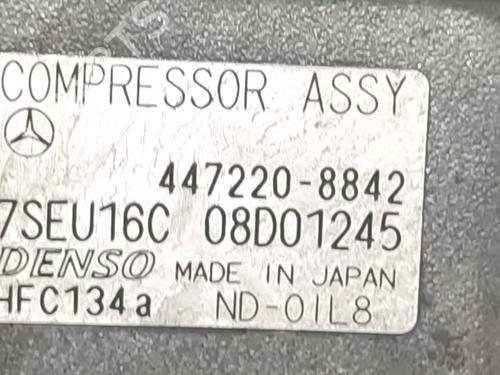 COMPRESSOR ASSY
447220-8842
7SEU16C 08D01245
DENSO MADE IN JAPAN
HFC134a ND-OIL8